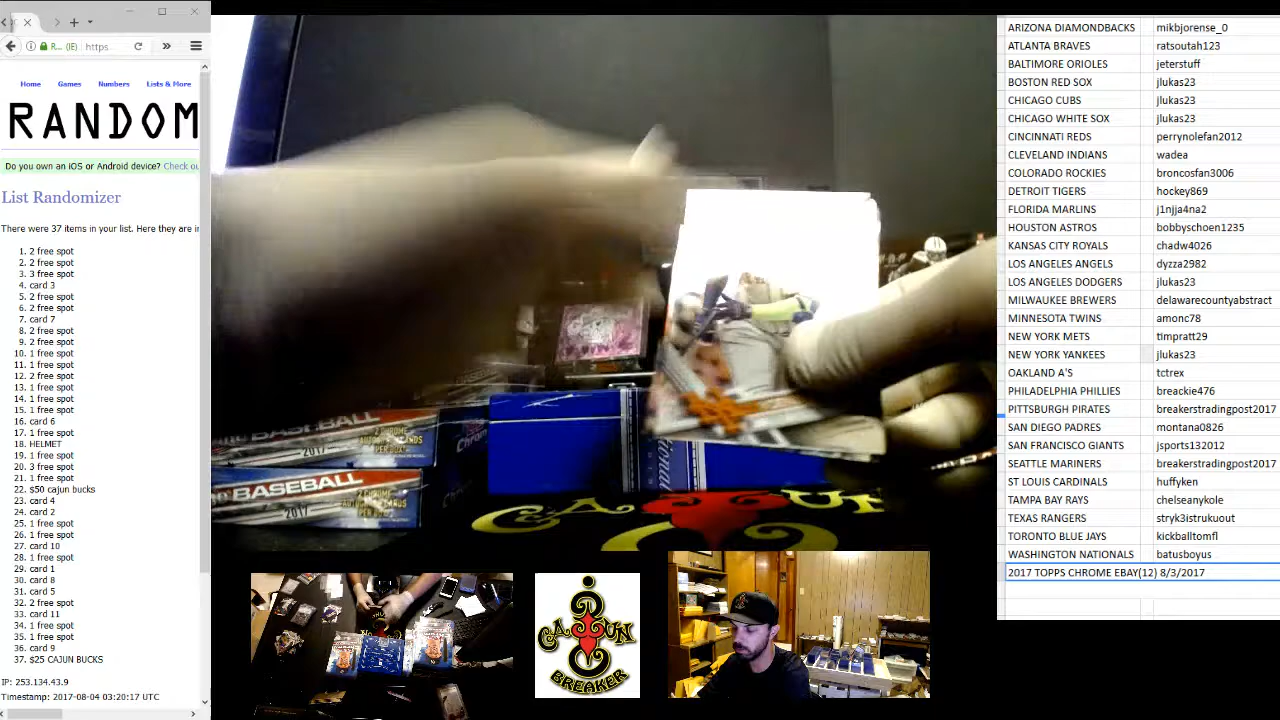 R... (IE)
https
Home Games Numbers Lists & More
RANDOM
Do you own an iOS or Android device? Check ou
List Randomizer
There were 37 items in your list. Here they are i
1. 2 free spot
2. 2 free spot
3. 3 free spot
4. card 3
5. 2 free spot
6. 2 free spot
7. card 7
8. 2 free spot
9. 2 free spot
10. 1 free spot
11. 1 free spot
12. 2 free spot
13. 1 free spot
14. 1 free spot
15. 1 free spot
16. card 6
17. 1 free spot
18. HELMET
19. 1 free spot
20. 3 free spot
21. 1 free spot
22. $50 cajun bucks
23. card 4
24. card 2
25. 1 free spot
26. 1 free spot
27. card 10
28. 1 free spot
29. card 1
30. card 8
31. card 5
32. 2 free spot
33. card 11
34. 1 free spot
35. 1 free spot
36. card 9
37. $25 CAJUN BUCKS
IP: 253.134.43.9
Timestamp: 2017-08-04 03:20:17 UTC
BASEBALL
2017
2 CHROME
BASEBALL
2017
2 CHROME
Chrome
CAJUN
CAJUN
BREAKER
ARIZONA DIAMONDBACKS mikbjorense_0
ATLANTA BRAVES ratsoutah123
BALTIMORE ORIOLES jeterstuff
BOSTON RED SOX jlukas23
CHICAGO CUBS jlukas23
CHICAGO WHITE SOX jlukas23
CINCINNATI REDS perrynolefan2012
CLEVELAND INDIANS wadea
COLORADO ROCKIES broncosfan3006
DETROIT TIGERS hockey869
FLORIDA MARLINS j1njja4na2
HOUSTON ASTROS bobbyschoen1235
KANSAS CITY ROYALS chadw4026
LOS ANGELES ANGELS dyzza2982
LOS ANGELES DODGERS jlukas23
MILWAUKEE BREWERS delawarecountyabstract
MINNESOTA TWINS amonc78
NEW YORK METS timpratt29
NEW YORK YANKEES jlukas23
OAKLAND A'S tctrex
PHILADELPHIA PHILLIES breackie476
PITTSBURGH PIRATES breakerstradingpost2017
SAN DIEGO PADRES montana0826
SAN FRANCISCO GIANTS jsports132012
SEATTLE MARINERS breakerstradingpost2017
ST LOUIS CARDINALS huffyken
TAMPA BAY RAYS chelseanykole
TEXAS RANGERS stryk3istrukuout
TORONTO BLUE JAYS kickballtomfl
WASHINGTON NATIONALS batusboyus
2017 TOPPS CHROME EBAY(12) 8/3/2017